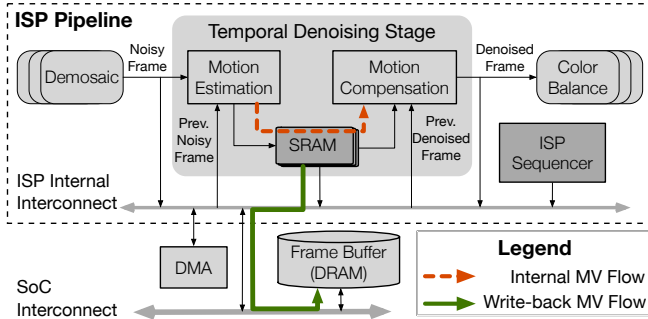 ISP Pipeline
Temporal Denoising Stage
Noisy
Frame
Denoised
Frame
Demosaic
Motion
Estimation
Motion
Compensation
Color
Balance
Prev.
Noisy
Frame
SRAM
Prev.
Denoised
Frame
ISP
Sequencer
ISP Internal
Interconnect
DMA
Frame Buffer
(DRAM)
SoC
Interconnect
Legend
Internal MV Flow
Write-back MV Flow